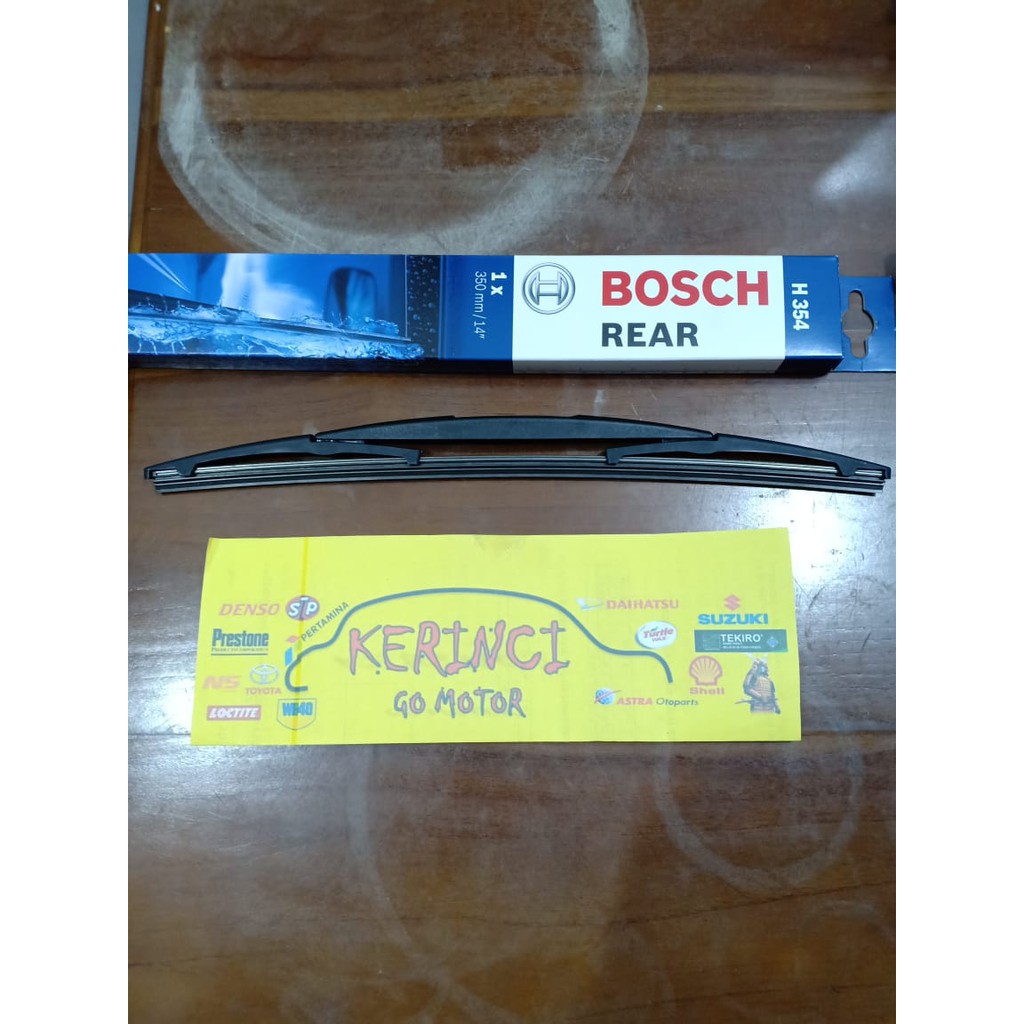 1 x
350 mm / 14"
BOSCH
REAR
H 354
DENSO
STP
PERTAMINA
Prestone
NS
TOYOTA
LOCTITE
WD40
KERINCI
GO MOTOR
DAIHATSU
SUZUKI
Turtle
WAX
TEKIRO
Shell
ASTRA Otoparts